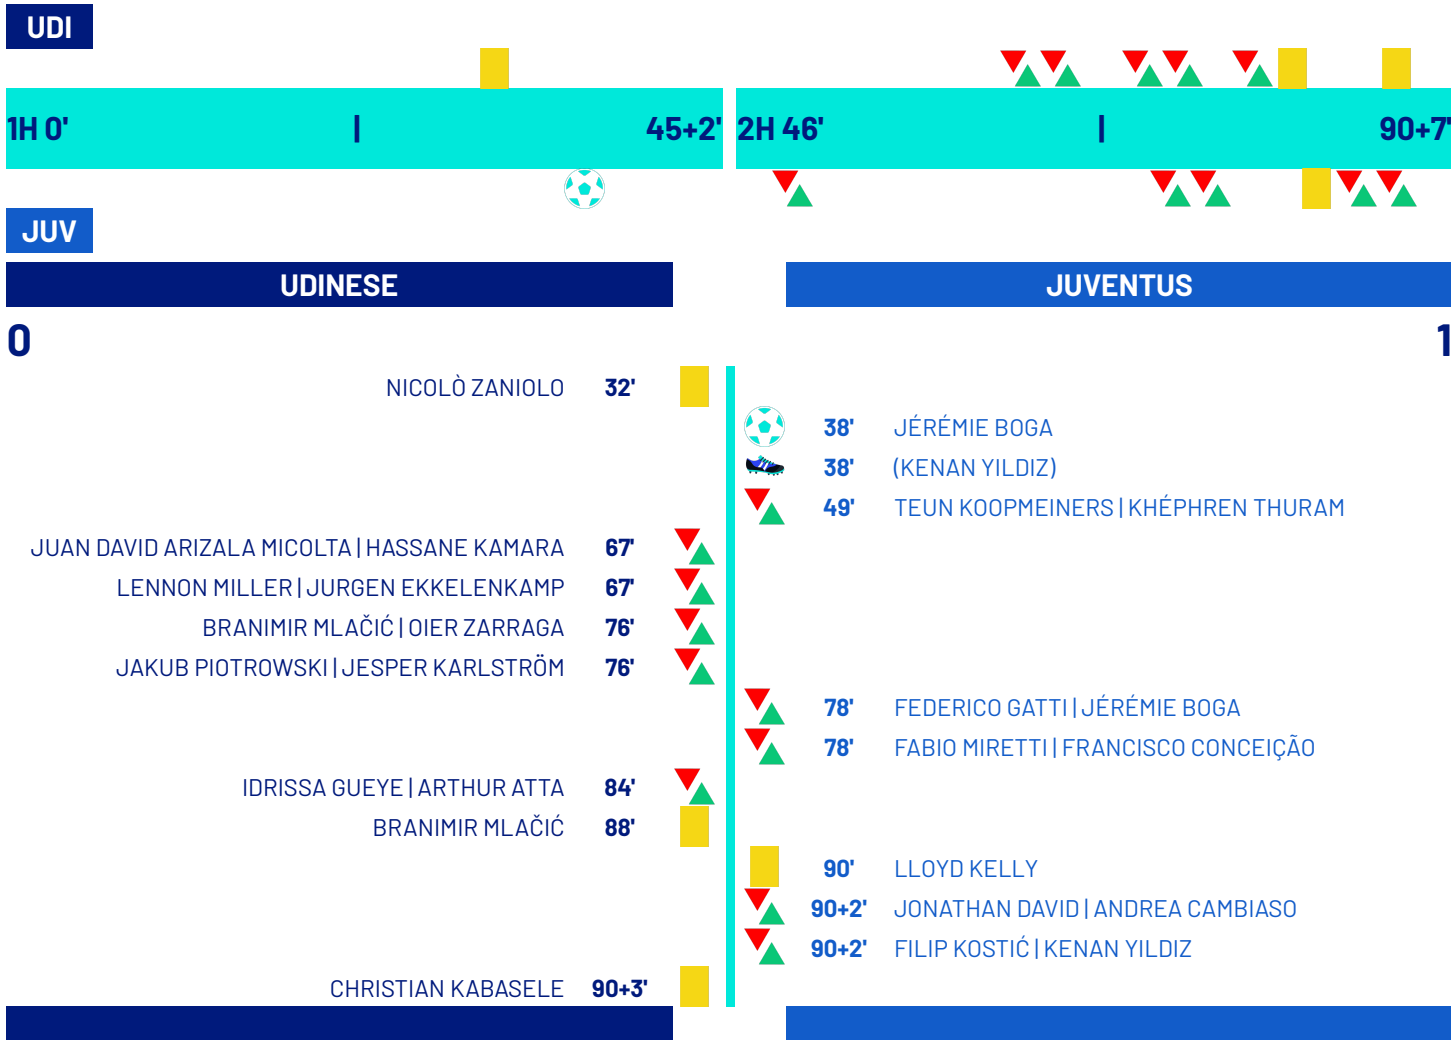 UDI
1H 0' | 45+2' 2H 46' | 90+7'
JUV
UDINESE JUVENTUS
0 1
NICOLÒ ZANIOLO 32'
38' JÉRÉMIE BOGA
38' (KENAN YILDIZ)
49' TEUN KOOPMEINERS | KHÉPHREN THURAM
JUAN DAVID ARIZALA MICOLTA | HASSANE KAMARA 67'
LENNON MILLER | JURGEN EKKELENKAMP 67'
BRANIMIR MLAČIĆ | OIER ZARRAGA 76'
JAKUB PIOTROWSKI | JESPER KARLSTRÖM 76'
78' FEDERICO GATTI | JÉRÉMIE BOGA
78' FABIO MIRETTI | FRANCISCO CONCEIÇÃO
IDRISSA GUEYE | ARTHUR ATTA 84'
BRANIMIR MLAČIĆ 88'
90' LLOYD KELLY
90+2' JONATHAN DAVID | ANDREA CAMBIASO
90+2' FILIP KOSTIĆ | KENAN YILDIZ
CHRISTIAN KABASELE 90+3'